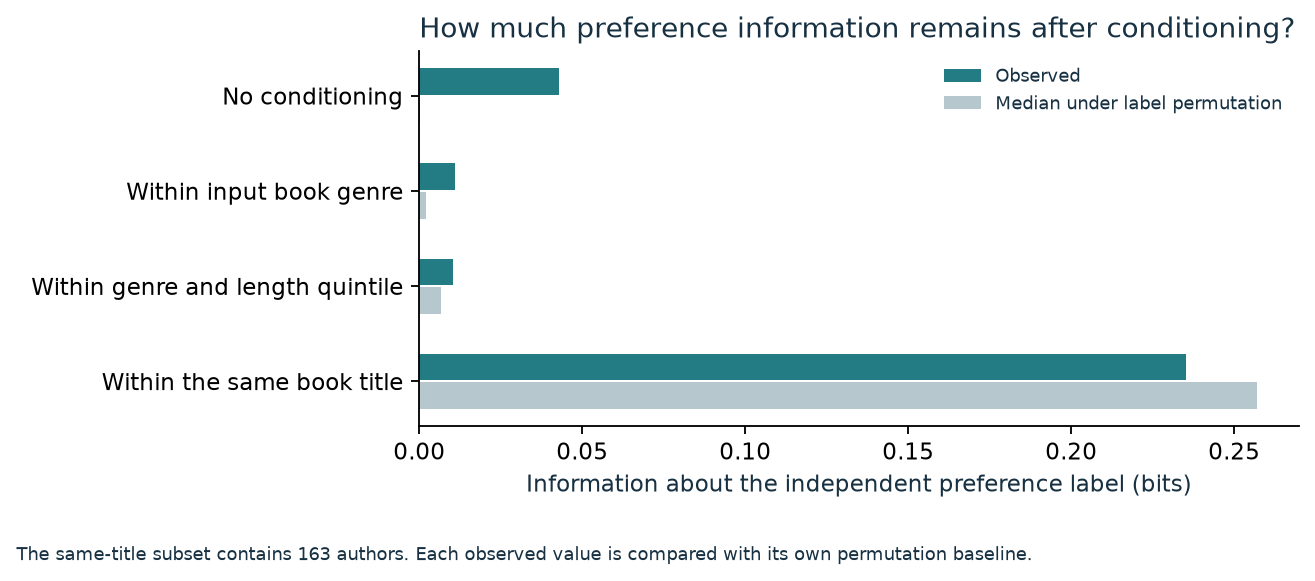 How much preference information remains after conditioning?
Observed
Median under label permutation
No conditioning
Within input book genre
Within genre and length quintile
Within the same book title
0.00 0.05 0.10 0.15 0.20 0.25
Information about the independent preference label (bits)
The same-title subset contains 163 authors. Each observed value is compared with its own permutation baseline.